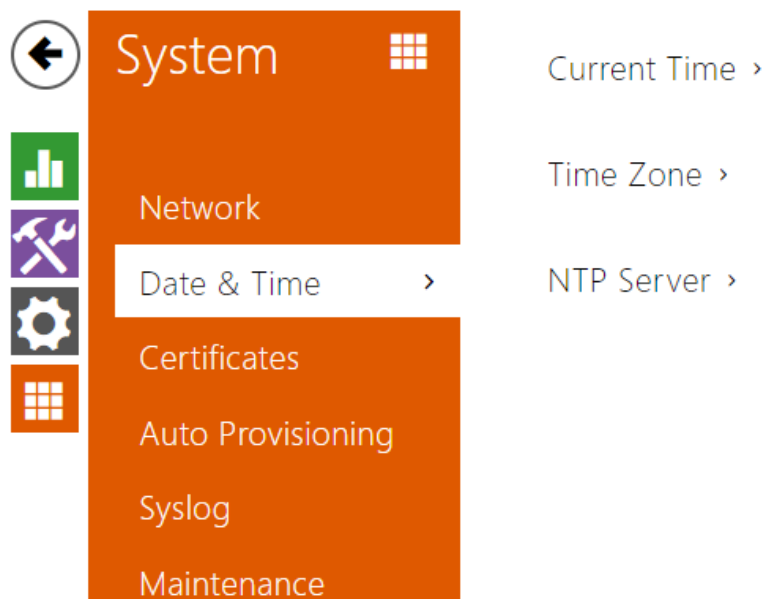 System
Network
Date & Time
Certificates
Auto Provisioning
Syslog
Maintenance
Current Time
Time Zone
NTP Server